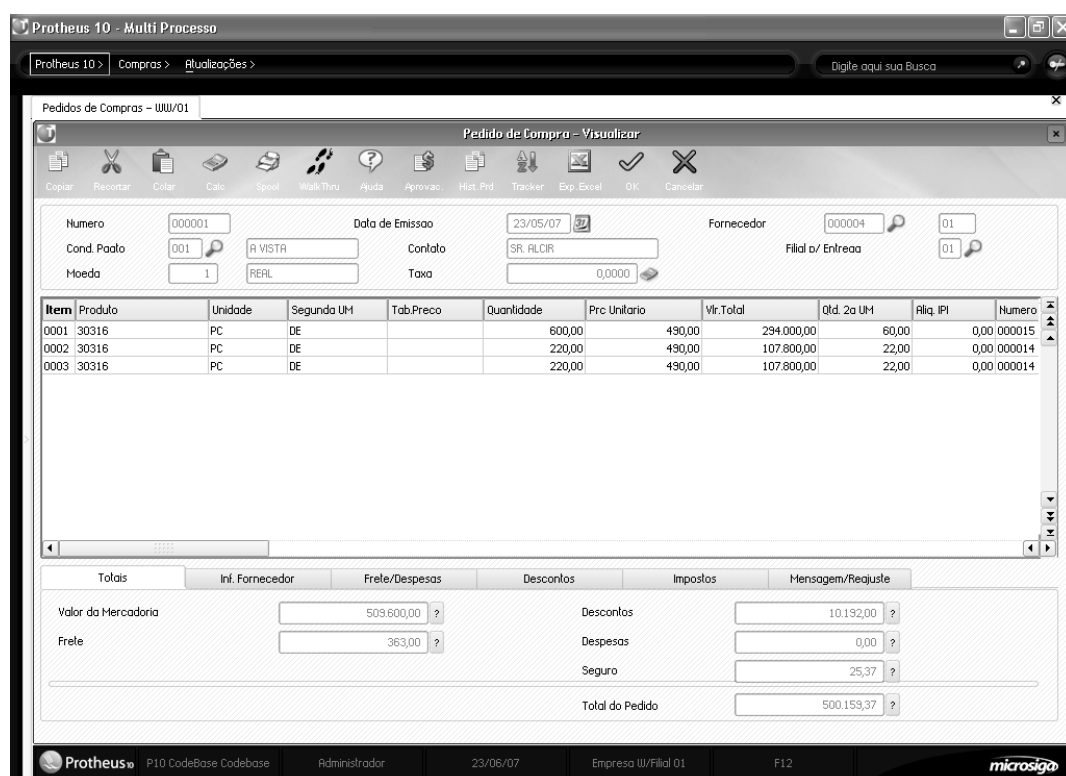 Protheus 10 - Multi Processo
Protheus 10 > Compras > Atualizações > Digite aqui sua Busca
Pedidos de Compras – WW/01
Pedido de Compra – Visualizar
Copiar Recortar Colar Calc. Spool WalkThru Ajuda Aprovac. Hist.Prd Tracker Exp.Excel OK Cancelar
Numero 000001 Data de Emissao 23/05/07 Fornecedor 000004 01
Cond. Pagto 001 A VISTA Contato SR. ALCIR Filial p/ Entrega 01
Moeda 1 REAL Taxa 0,0000
Item Produto Unidade Segunda UM Tab.Preco Quantidade Prc Unitario Vlr.Total Qtd. 2a UM Aliq. IPI Numero
0001 30316 PC DE 600,00 490,00 294.000,00 60,00 0,00 000015
0002 30316 PC DE 220,00 490,00 107.800,00 22,00 0,00 000014
0003 30316 PC DE 220,00 490,00 107.800,00 22,00 0,00 000014
Totais Inf. Fornecedor Frete/Despesas Descontos Impostos Mensagem/Reajuste
Valor da Mercadoria 509.600,00 ? Descontos 10.192,00 ?
Frete 363,00 ? Despesas 0,00 ?
Seguro 25,37 ?
Total do Pedido 500.159,37 ?
Protheus10 P10 CodeBase Codebase Administrador 23/06/07 Empresa W/Filial 01 F12 microsiga